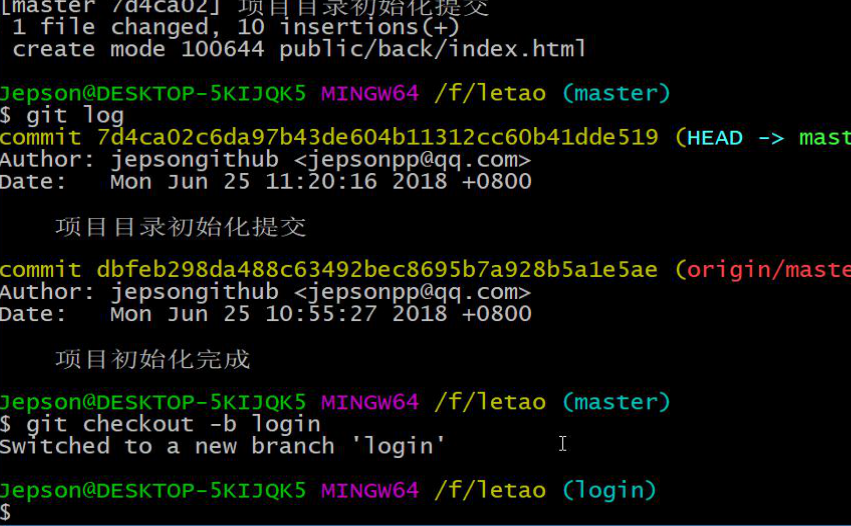 [master 7d4ca02] 项目目录初始化提交
1 file changed, 10 insertions(+)
create mode 100644 public/back/index.html
Jepson@DESKTOP-5KIJQK5 MINGW64 /f/letao (master)
$ git log
commit 7d4ca02c6da97b43de604b11312cc60b41dde519 (HEAD -> mast
Author: jepsongithub <jepsonpp@qq.com>
Date: Mon Jun 25 11:20:16 2018 +0800
项目目录初始化提交
commit dbfeb298da488c63492bec8695b7a928b5a1e5ae (origin/maste
Author: jepsongithub <jepsonpp@qq.com>
Date: Mon Jun 25 10:55:27 2018 +0800
项目初始化完成
Jepson@DESKTOP-5KIJQK5 MINGW64 /f/letao (master)
$ git checkout -b login
Switched to a new branch 'login'
Jepson@DESKTOP-5KIJQK5 MINGW64 /f/letao (login)
$